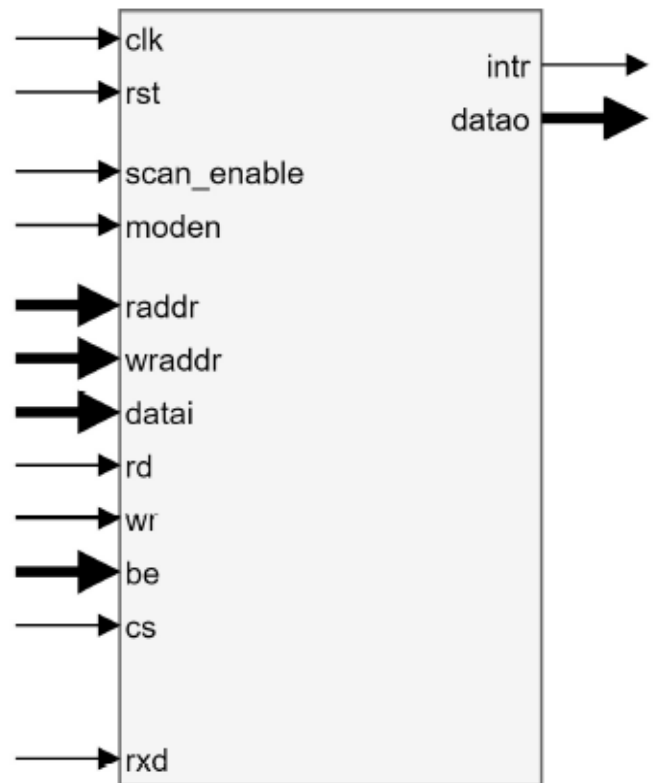 clk
rst
scan_enable
moden
raddr
wraddr
datai
rd
wr
be
cs
rxd
intr
datao